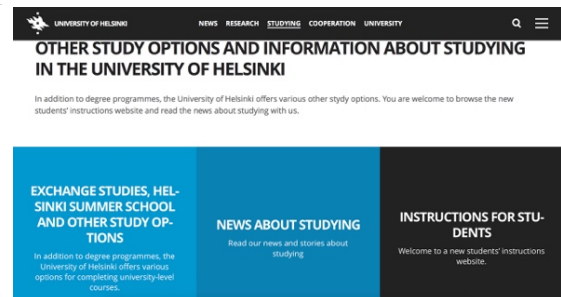 UNIVERSITY OF HELSINKI
NEWS RESEARCH STUDYING COOPERATION UNIVERSITY
OTHER STUDY OPTIONS AND INFORMATION ABOUT STUDYING
IN THE UNIVERSITY OF HELSINKI
In addition to degree programmes, the University of Helsinki offers various other stydy options. You are welcome to browse the new
students' instructions website and read the news about studying with us.
EXCHANGE STUDIES, HEL-
SINKI SUMMER SCHOOL
AND OTHER STUDY OP-
TIONS
In addition to degree programmes, the
University of Helsinki offers various
options for completing university-level
courses.
NEWS ABOUT STUDYING
Read our news and stories about
studying
INSTRUCTIONS FOR STU-
DENTS
Welcome to a new students' instructions
website.